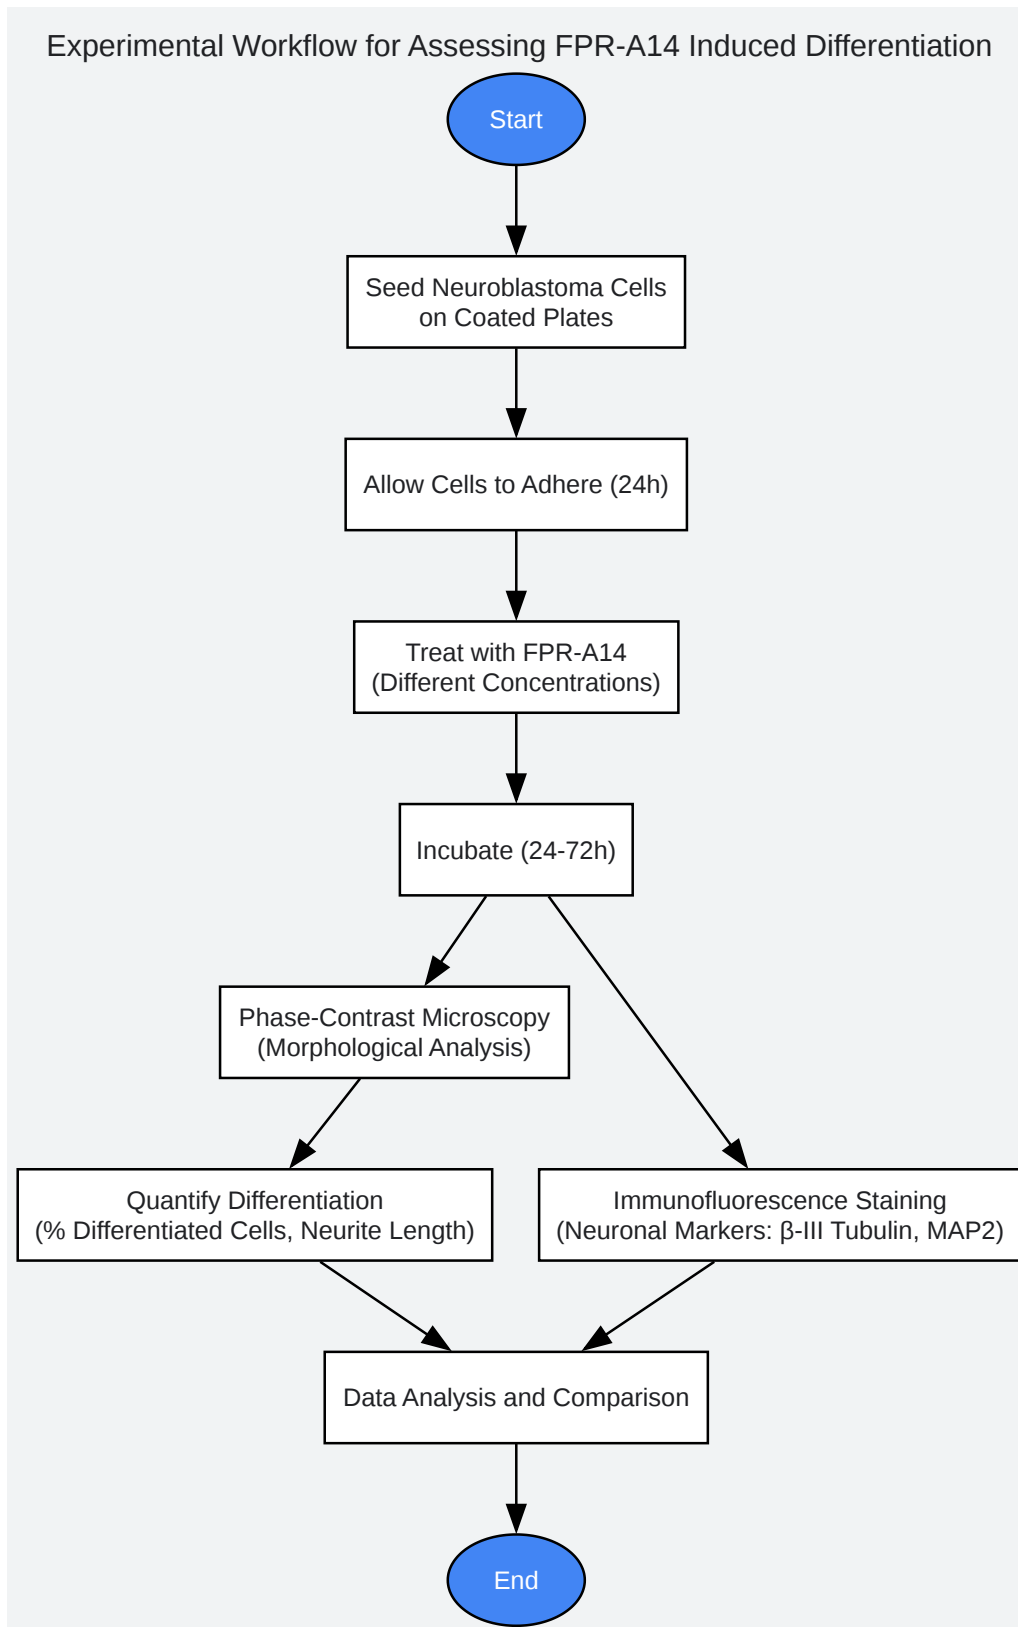 Experimental Workflow for Assessing FPR-A14 Induced Differentiation
Start
Seed Neuroblastoma Cells
on Coated Plates
Allow Cells to Adhere (24h)
Treat with FPR-A14
(Different Concentrations)
Incubate (24-72h)
Phase-Contrast Microscopy
(Morphological Analysis)
Quantify Differentiation
(% Differentiated Cells, Neurite Length)
Immunofluorescence Staining
(Neuronal Markers: β-III Tubulin, MAP2)
Data Analysis and Comparison
End